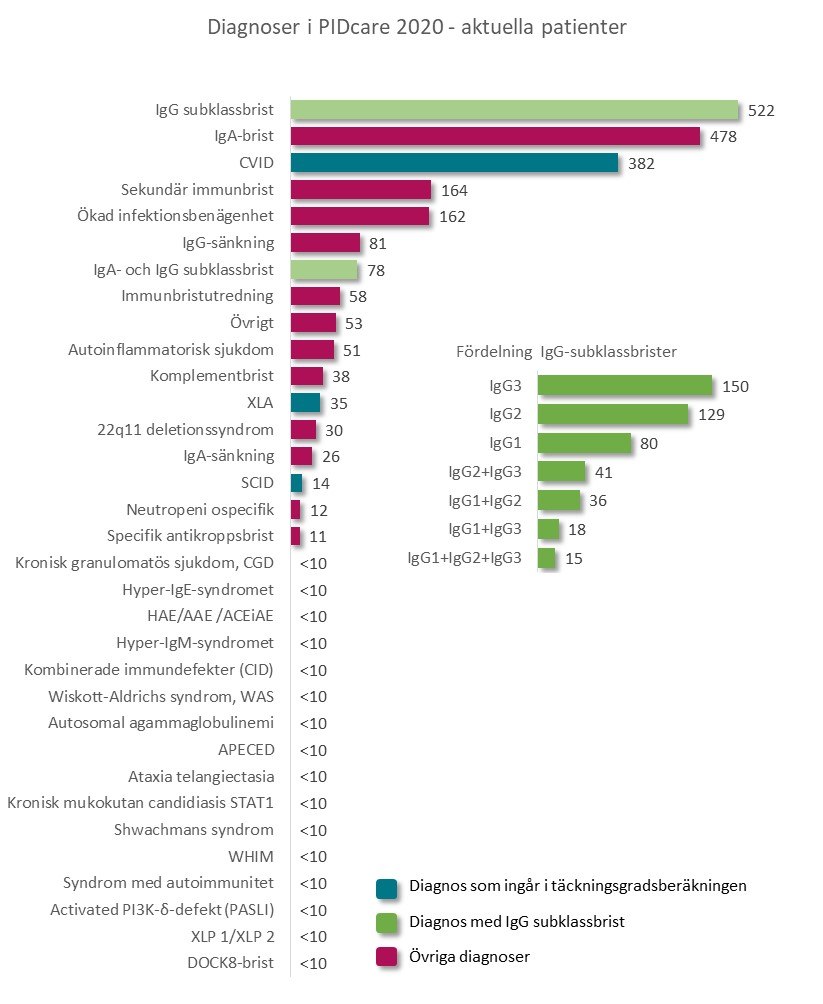 Diagnoser i PIDcare 2020 - aktuella patienter
IgG subklassbrist 522
IgA-brist 478
CVID 382
Sekundär immunbrist 164
Ökad infektionsbenägenhet 162
IgG-sänkning 81
IgA- och IgG subklassbrist 78
Immunbristutredning 58
Övrigt 53
Autoinflammatorisk sjukdom 51
Komplementbrist 38
XLA 35
22q11 deletionssyndrom 30
IgA-sänkning 26
SCID 14
Neutropeni ospecifik 12
Specifik antikroppsbrist 11
Kronisk granulomatös sjukdom, CGD <10
Hyper-IgE-syndromet <10
HAE/AAE /ACEiAE <10
Hyper-IgM-syndromet <10
Kombinerade immundefekter (CID) <10
Wiskott-Aldrichs syndrom, WAS <10
Autosomal agammaglobulinemi <10
APECED <10
Ataxia telangiectasia <10
Kronisk mukokutan candidiasis STAT1 <10
Shwachmans syndrom <10
WHIM <10
Syndrom med autoimmunitet <10
Activated PI3K-δ-defekt (PASLI) <10
XLP 1/XLP 2 <10
DOCK8-brist <10
Fördelning IgG-subklassbrister
IgG3 150
IgG2 129
IgG1 80
IgG2+IgG3 41
IgG1+IgG2 36
IgG1+IgG3 18
IgG1+IgG2+IgG3 15
Diagnos som ingår i täckningsgradsberäkningen
Diagnos med IgG subklassbrist
Övriga diagnoser